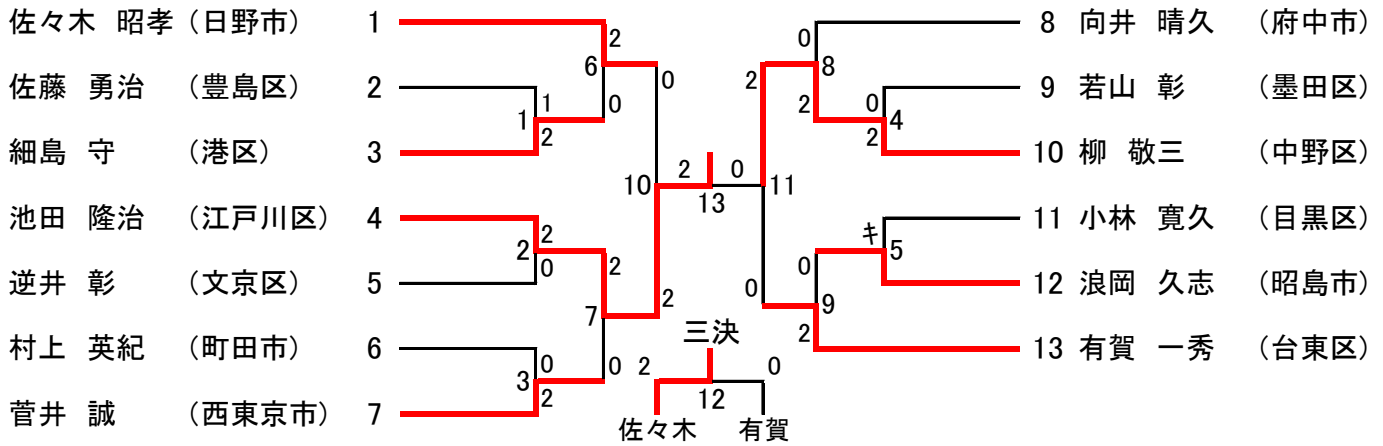 佐々木 昭孝 (日野市) 1
佐藤 勇治 (豊島区) 2
細島 守 (港区) 3
池田 隆治 (江戸川区) 4
逆井 彰 (文京区) 5
村上 英紀 (町田市) 6
菅井 誠 (西東京市) 7
2
6
0
1
1
2
0
2
2
0
2
7
0
3
2
0
10
2
2
13
0
三決
2
12
0
佐々木 有賀
0
8
2
2
0
4
2
11
キ
5
0
0
9
2
8 向井 晴久 (府中市)
9 若山 彰 (墨田区)
10 柳 敬三 (中野区)
11 小林 寛久 (目黒区)
12 浪岡 久志 (昭島市)
13 有賀 一秀 (台東区)